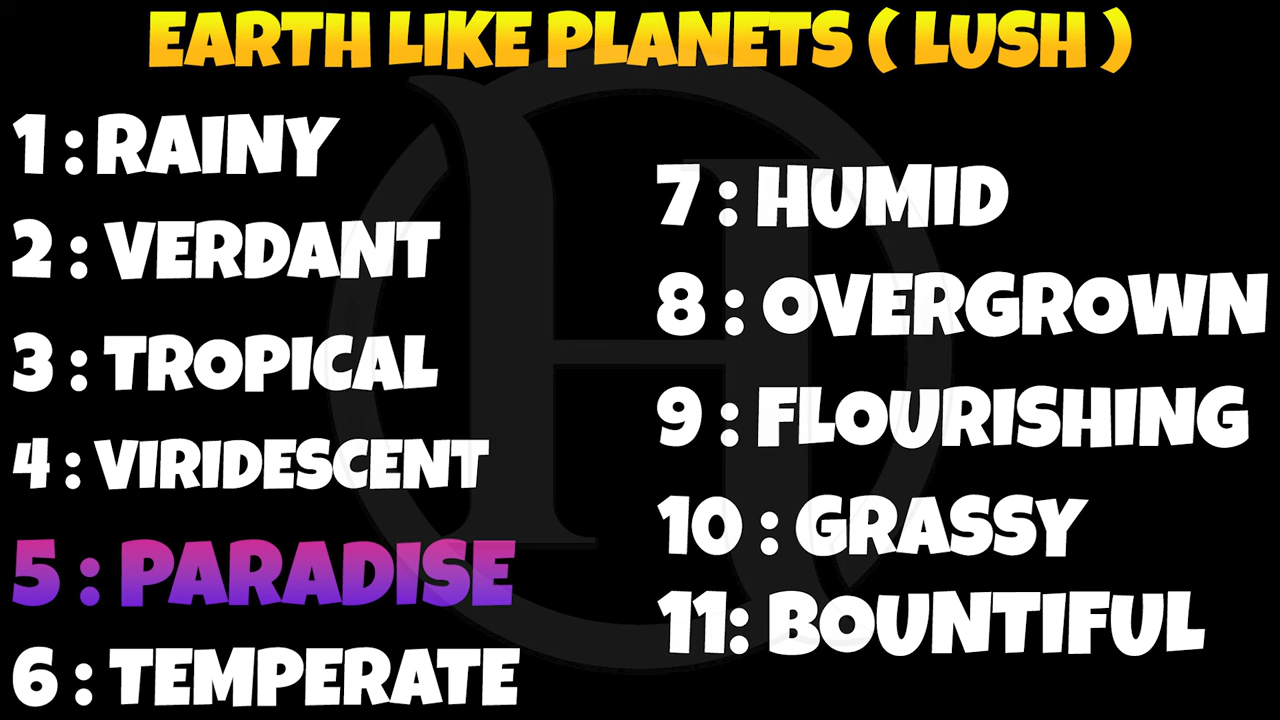 EARTH LIKE PLANETS ( LUSH )
1 : RAINY
2 : VERDANT
3 : TROPICAL
4 : VIRIDESCENT
5 : PARADISE
6 : TEMPERATE
7 : HUMID
8 : OVERGROWN
9 : FLOURISHING
10 : GRASSY
11: BOUNTIFUL